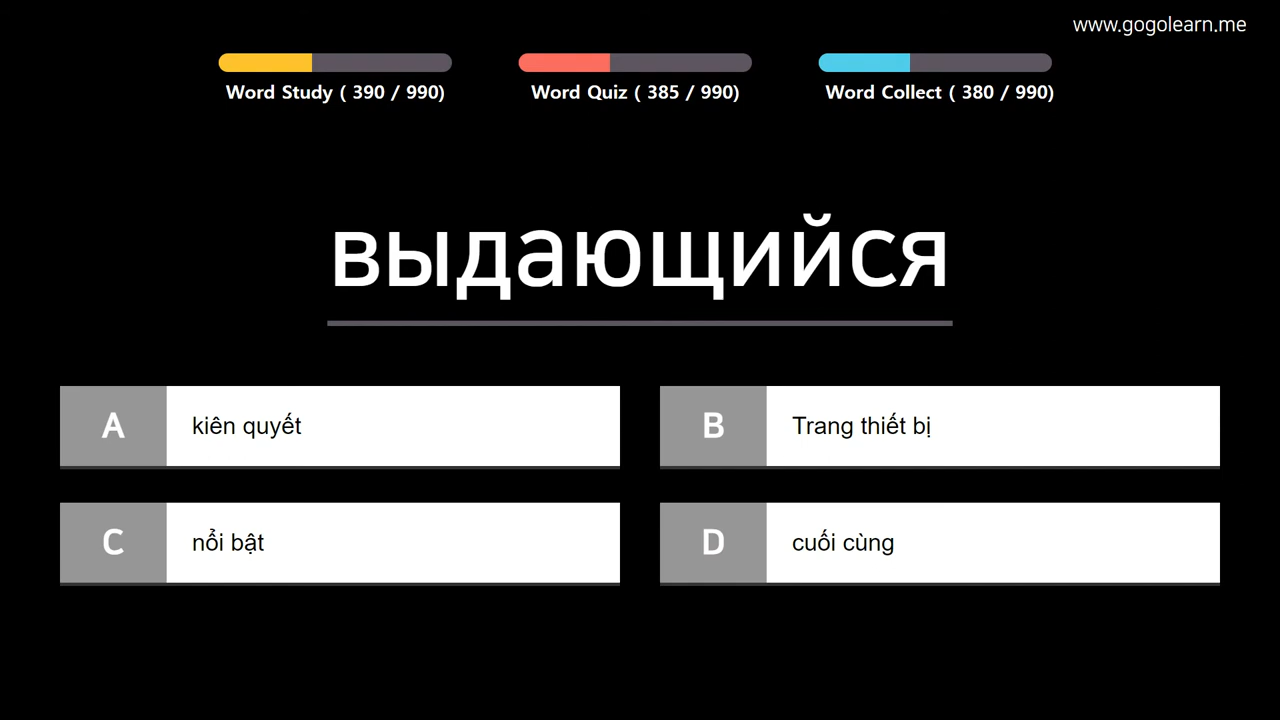 www.gogolearn.me
Word Study ( 390 / 990)
Word Quiz ( 385 / 990)
Word Collect ( 380 / 990)
выдающийся
A
kiên quyết
B
Trang thiết bị
C
nổi bật
D
cuối cùng